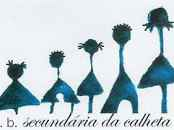 . b. secundária da calheta